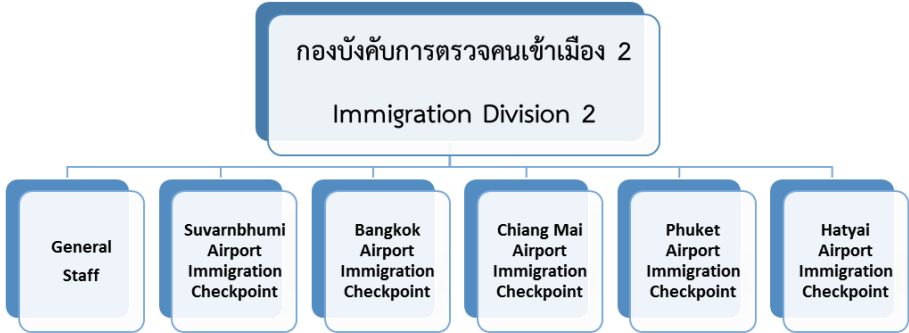 กองบังคับการตรวจคนเข้าเมือง 2
Immigration Division 2
General
Staff
Suvarnbhumi
Airport
Immigration
Checkpoint
Bangkok
Airport
Immigration
Checkpoint
Chiang Mai
Airport
Immigration
Checkpoint
Phuket
Airport
Immigration
Checkpoint
Hatyai
Airport
Immigration
Checkpoint